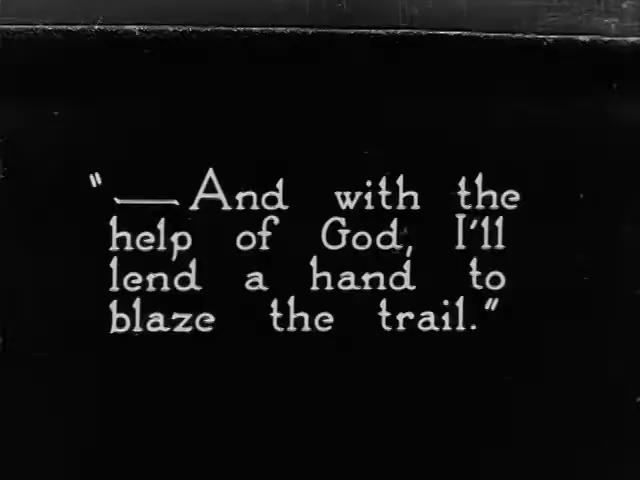 "—And with the
help of God, I'll
lend a hand to
blaze the trail."